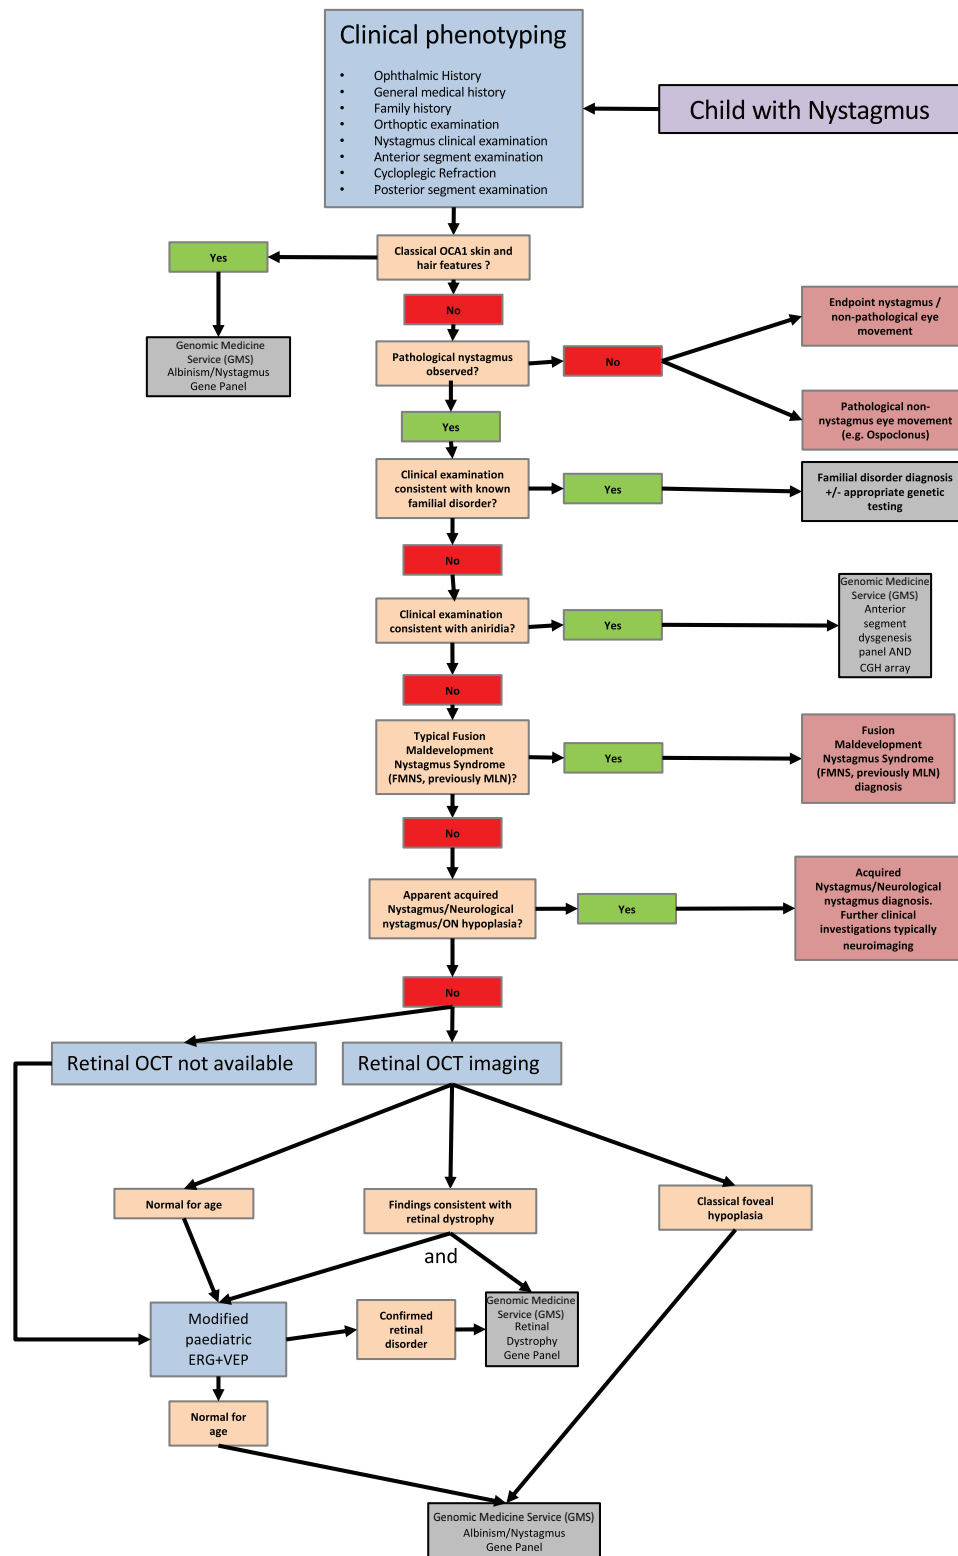 Clinical phenotyping
• Ophthalmic History
• General medical history
• Family history
• Orthoptic examination
• Nystagmus clinical examination
• Anterior segment examination
• Cycloplegic Refraction
• Posterior segment examination
Child with Nystagmus
Classical OCA1 skin and
hair features ?
Yes
Genomic Medicine
Service (GMS)
Albinism/Nystagmus
Gene Panel
No
Pathological nystagmus
observed?
No
Endpoint nystagmus /
non-pathological eye
movement
Pathological non-
nystagmus eye movement
(e.g. Ospoclonus)
Yes
Clinical examination
consistent with known
familial disorder?
Yes
Familial disorder diagnosis
+/- appropriate genetic
testing
No
Clinical examination
consistent with aniridia?
Yes
Genomic Medicine
Service (GMS)
Anterior
segment
dysgenesis
panel AND
CGH array
No
Typical Fusion
Maldevelopment
Nystagmus Syndrome
(FMNS, previously MLN)?
Yes
Fusion
Maldevelopment
Nystagmus Syndrome
(FMNS, previously MLN)
diagnosis
No
Apparent acquired
Nystagmus/Neurological
nystagmus/ON hypoplasia?
Yes
Acquired
Nystagmus/Neurological
nystagmus diagnosis.
Further clinical
investigations typically
neuroimaging
No
Retinal OCT not available
Retinal OCT imaging
Normal for age
Findings consistent with
retinal dystrophy
Classical foveal
hypoplasia
and
Modified
paediatric
ERG+VEP
Confirmed
retinal
disorder
Genomic Medicine
Service (GMS)
Retinal
Dystrophy
Gene Panel
Normal for
age
Genomic Medicine Service (GMS)
Albinism/Nystagmus
Gene Panel